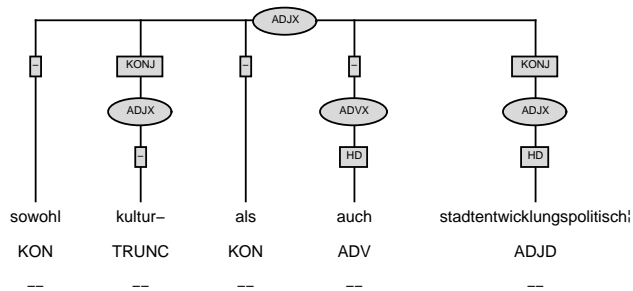 ADJX
– KONJ – – KONJ
ADJX ADVX ADJX
– HD HD
sowohl kultur– als auch stadtentwicklungspolitisch
KON TRUNC KON ADV ADJD
–– –– –– –– ––